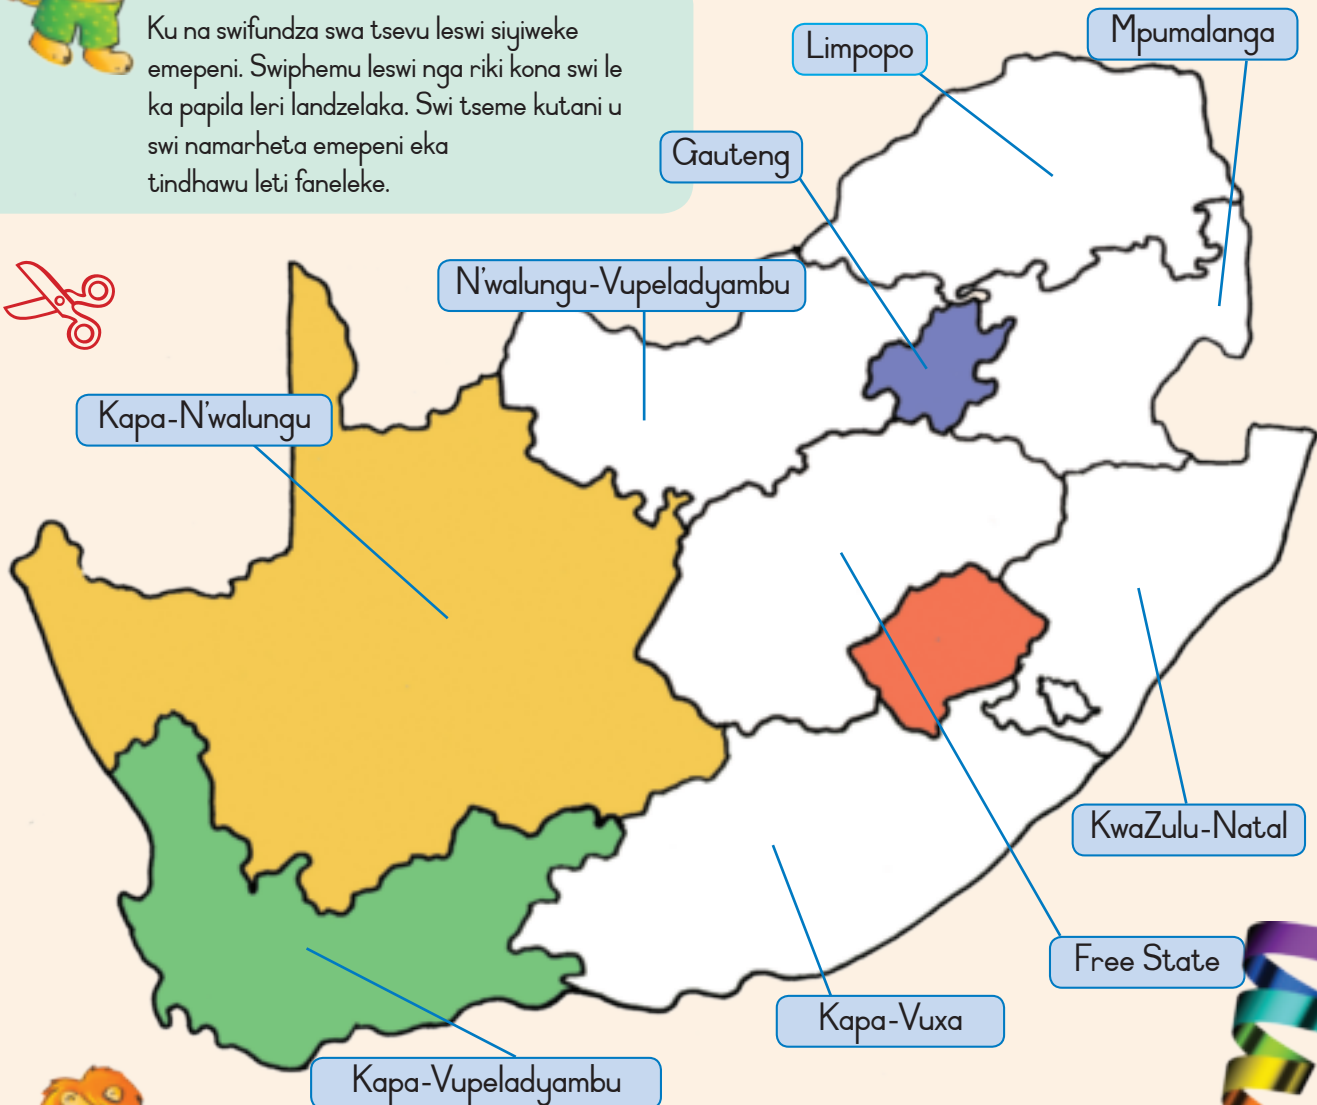 Ku na swifundza swa tsevu leswi siyiweke
emepeni. Swiphemu leswi nga riki kona swi le
ka papila leri landzelaka. Swi tseme kutani u
swi namarheta emepeni eka
tindhawu leti faneleke.
Mpumalanga
Limpopo
Gauteng
N'walungu-Vupeladyambu
Kapa-N'walungu
KwaZulu-Natal
Free State
Kapa-Vuxa
Kapa-Vupeladyambu